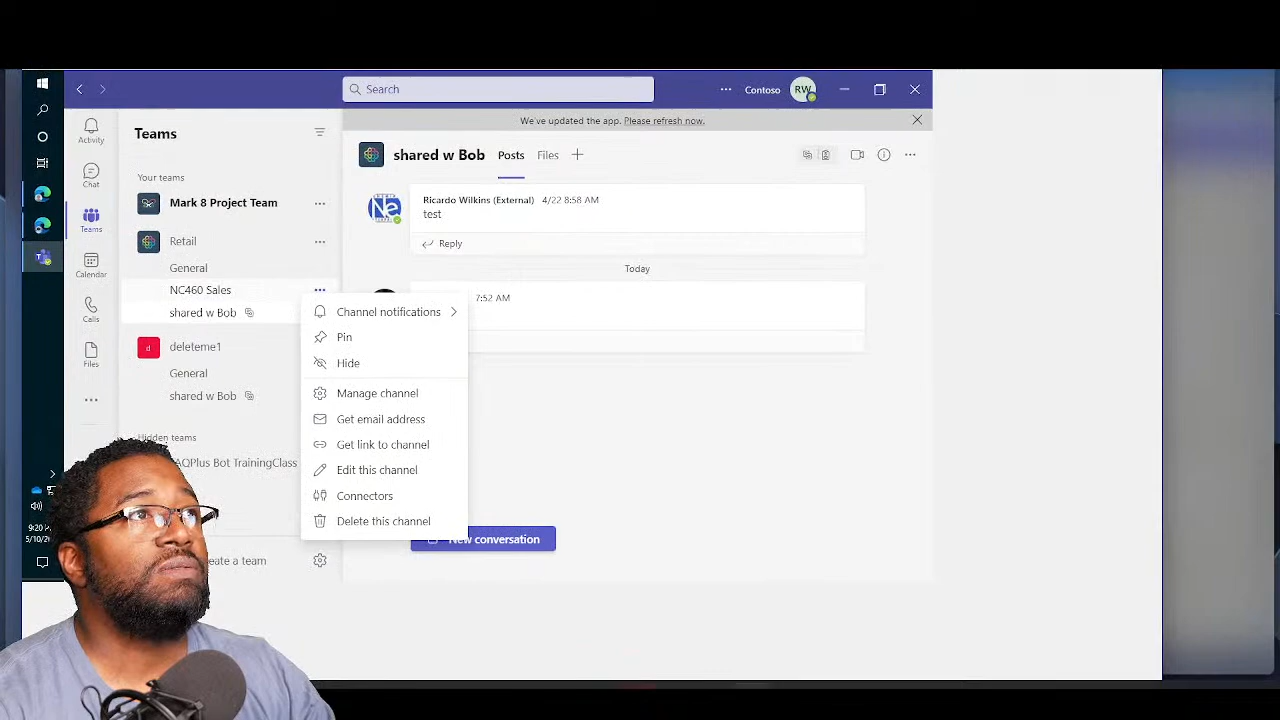 Search
Contoso
RW
We've updated the app. Please refresh now.
Activity
Chat
Teams
Calendar
Calls
Files
Teams
Your teams
Mark 8 Project Team
Retail
General
NC460 Sales
shared w Bob
d
deleteme1
General
shared w Bob
Hidden teams
AQPlus Bot TrainingClass
eate a team
Channel notifications
Pin
Hide
Manage channel
Get email address
Get link to channel
Edit this channel
Connectors
Delete this channel
shared w Bob Posts Files
Ne
Ricardo Wilkins (External) 4/22 8:58 AM
test
Reply
Today
7:52 AM
New conversation
9:20
5/10/20